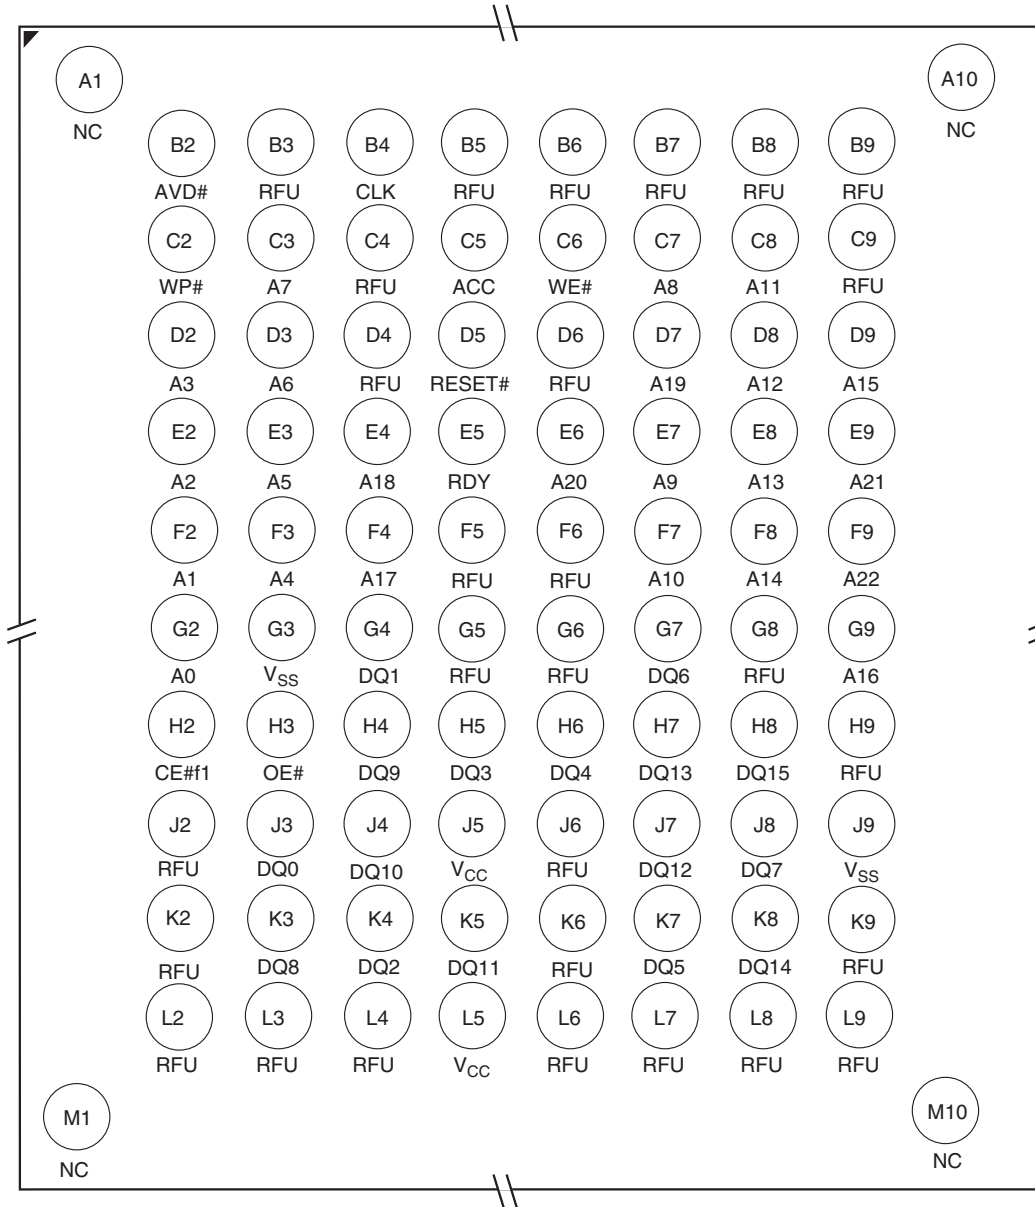 A1 A10
NC NC
B2 B3 B4 B5 B6 B7 B8 B9
AVD# RFU CLK RFU RFU RFU RFU RFU
C2 C3 C4 C5 C6 C7 C8 C9
WP# A7 RFU ACC WE# A8 A11 RFU
D2 D3 D4 D5 D6 D7 D8 D9
A3 A6 RFU RESET# RFU A19 A12 A15
E2 E3 E4 E5 E6 E7 E8 E9
A2 A5 A18 RDY A20 A9 A13 A21
F2 F3 F4 F5 F6 F7 F8 F9
A1 A4 A17 RFU RFU A10 A14 A22
G2 G3 G4 G5 G6 G7 G8 G9
A0 VSS DQ1 RFU RFU DQ6 RFU A16
H2 H3 H4 H5 H6 H7 H8 H9
CE#f1 OE# DQ9 DQ3 DQ4 DQ13 DQ15 RFU
J2 J3 J4 J5 J6 J7 J8 J9
RFU DQ0 DQ10 VCC RFU DQ12 DQ7 VSS
K2 K3 K4 K5 K6 K7 K8 K9
RFU DQ8 DQ2 DQ11 RFU DQ5 DQ14 RFU
L2 L3 L4 L5 L6 L7 L8 L9
RFU RFU RFU VCC RFU RFU RFU RFU
M1 M10
NC NC